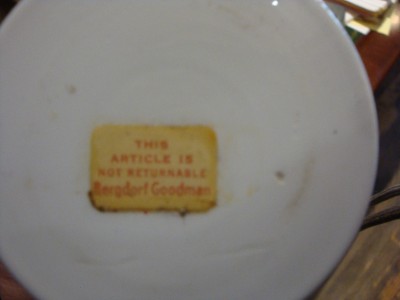 THIS
ARTICLE IS
NOT RETURNABLE
Bergdorf Goodman